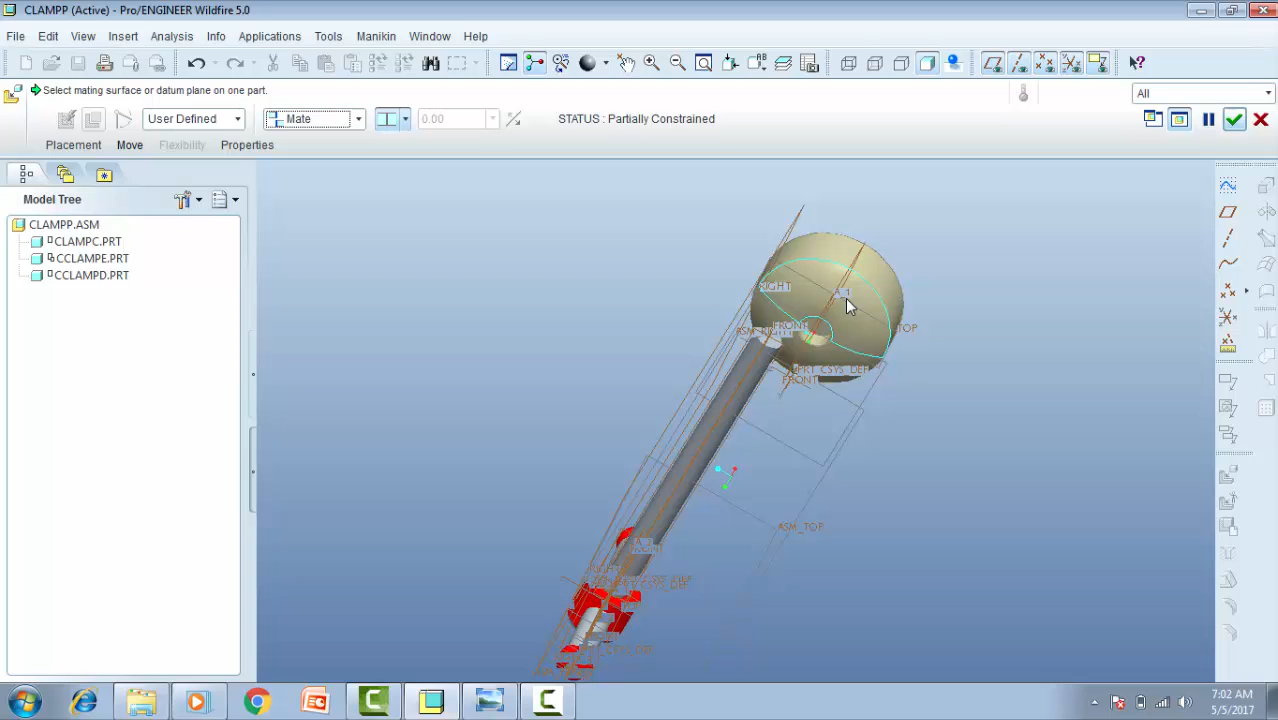 CLAMPP (Active) - Pro/ENGINEER Wildfire 5.0
File Edit View Insert Analysis Info Applications Tools Manikin Window Help
Select mating surface or datum plane on one part.
All
User Defined
Mate
0.00
STATUS : Partially Constrained
Placement Move Flexibility Properties
Model Tree
CLAMPP.ASM
CLAMPC.PRT
CCLAMPE.PRT
CCLAMPD.PRT
RIGHT
A_1
FRONT
TOP
FRONT
ASM_TOP
7:02 AM
5/5/2017